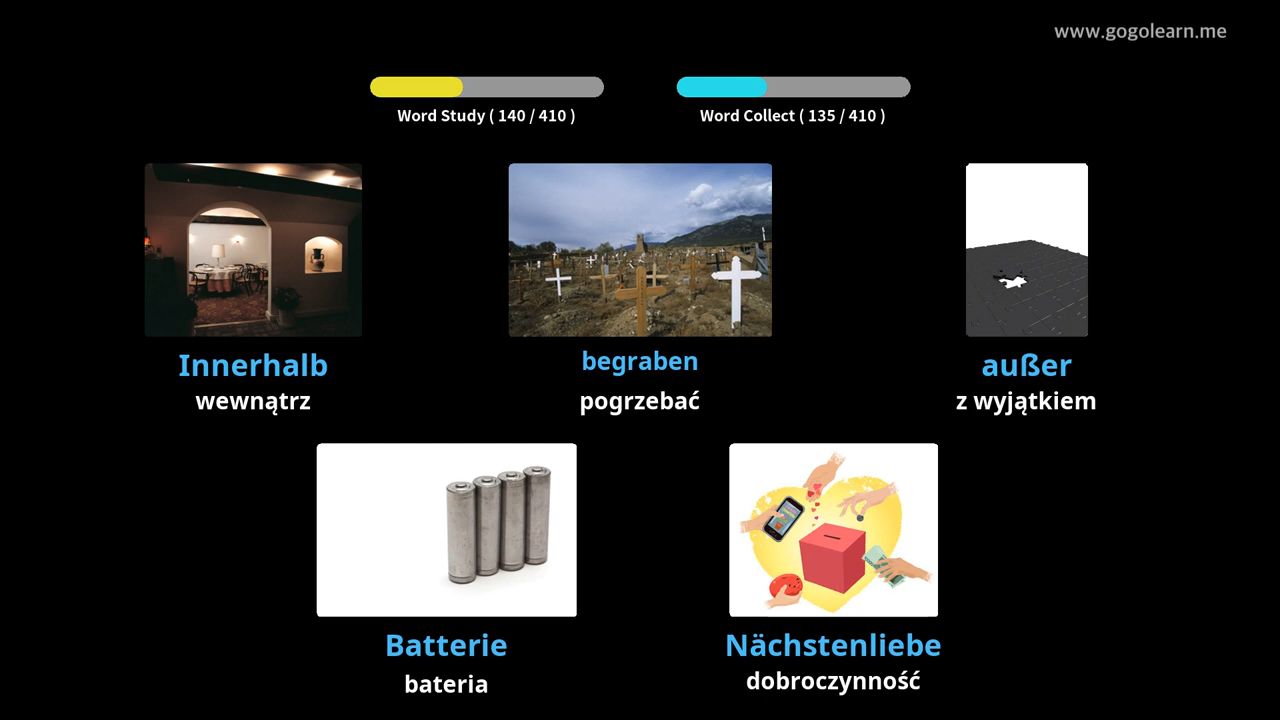 www.gogolearn.me
Word Study ( 140 / 410 )
Word Collect ( 135 / 410 )
Innerhalb
wewnątrz
begraben
pogrzebać
außer
z wyjątkiem
Batterie
bateria
Nächstenliebe
dobroczynność